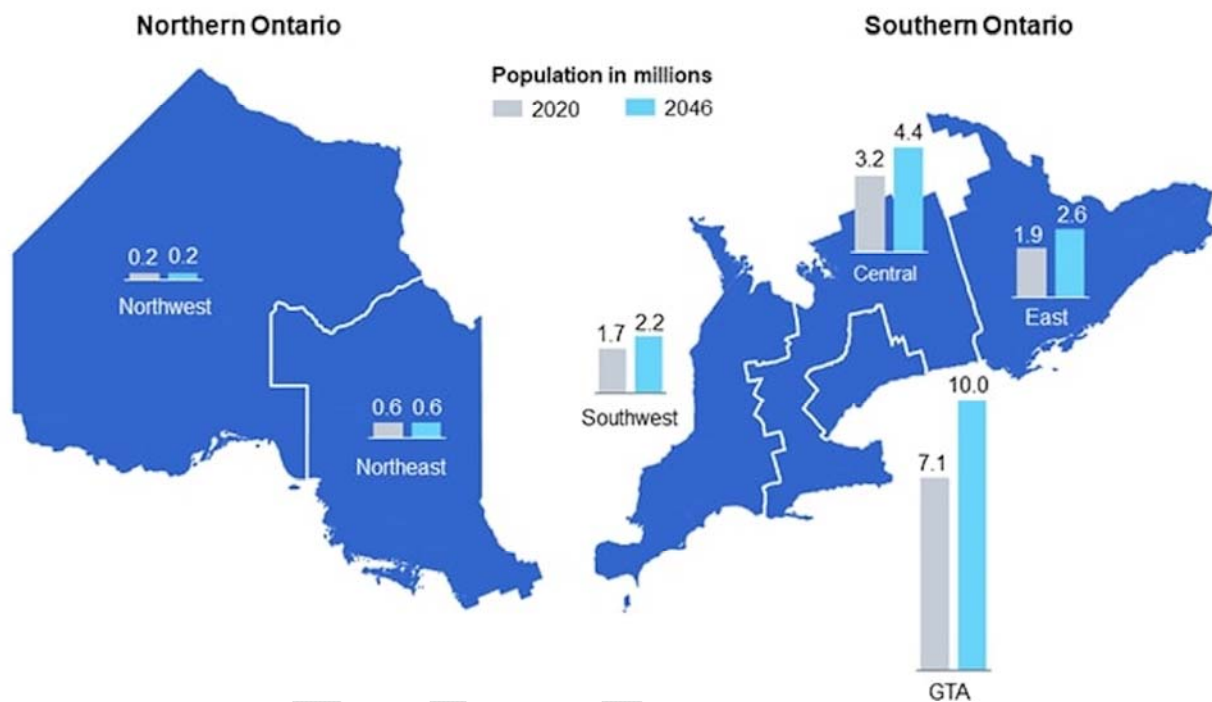 Northern Ontario
Southern Ontario
Population in millions
2020 2046
0.2 0.2
Northwest
0.6 0.6
Northeast
3.2 4.4
Central
1.9 2.6
East
1.7 2.2
Southwest
7.1 10.0
GTA